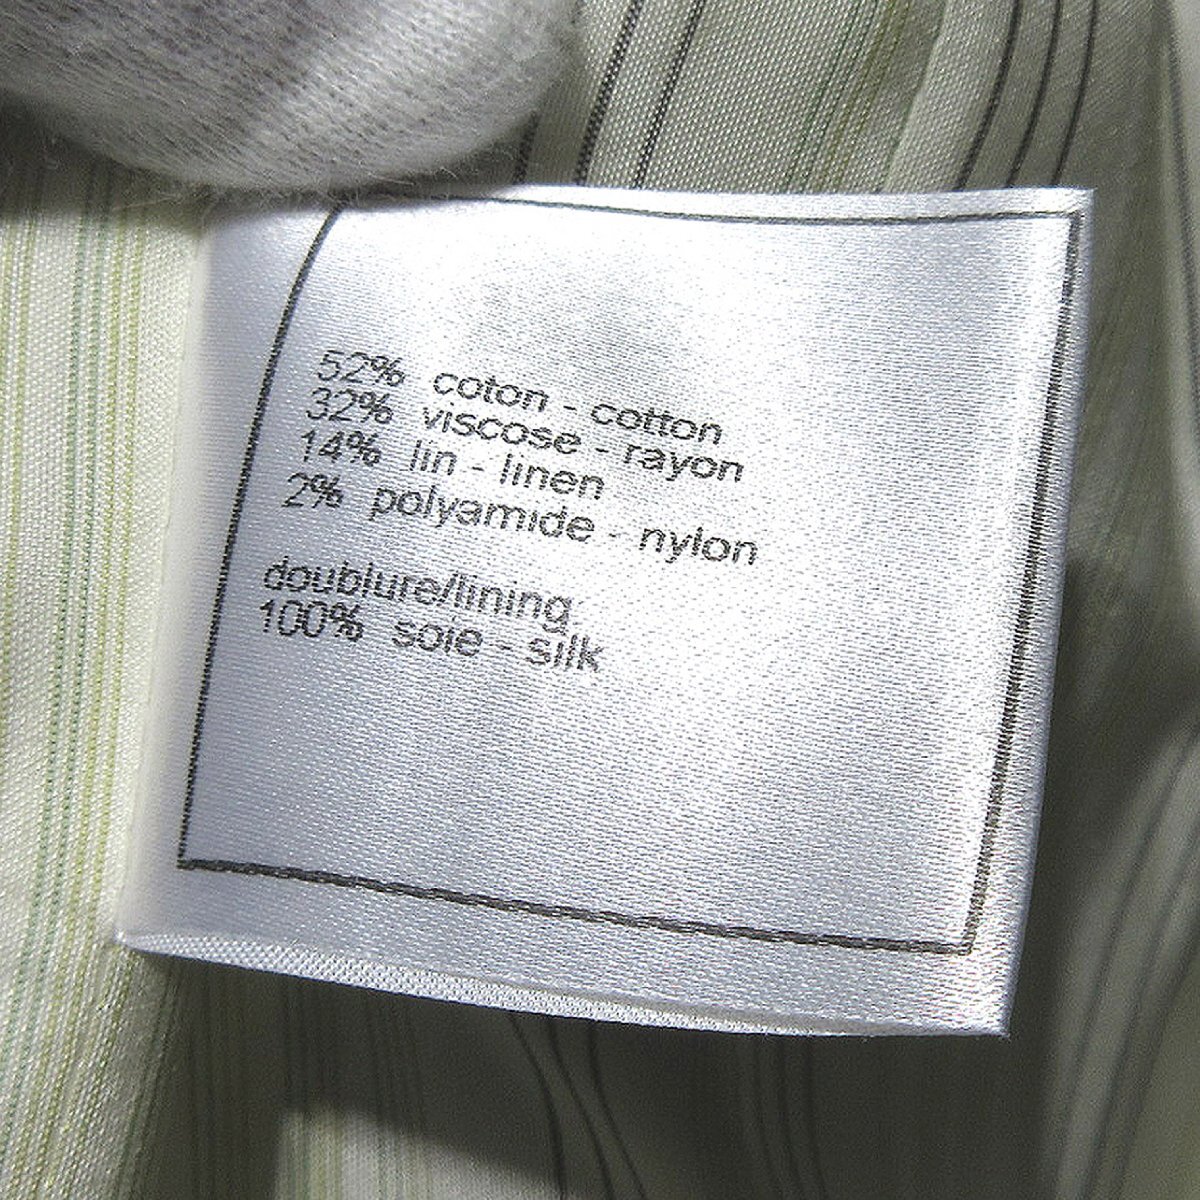 52% coton - cotton
32% viscose - rayon
14% lin - linen
2% polyamide - nylon
doublure/lining
100% soie - silk